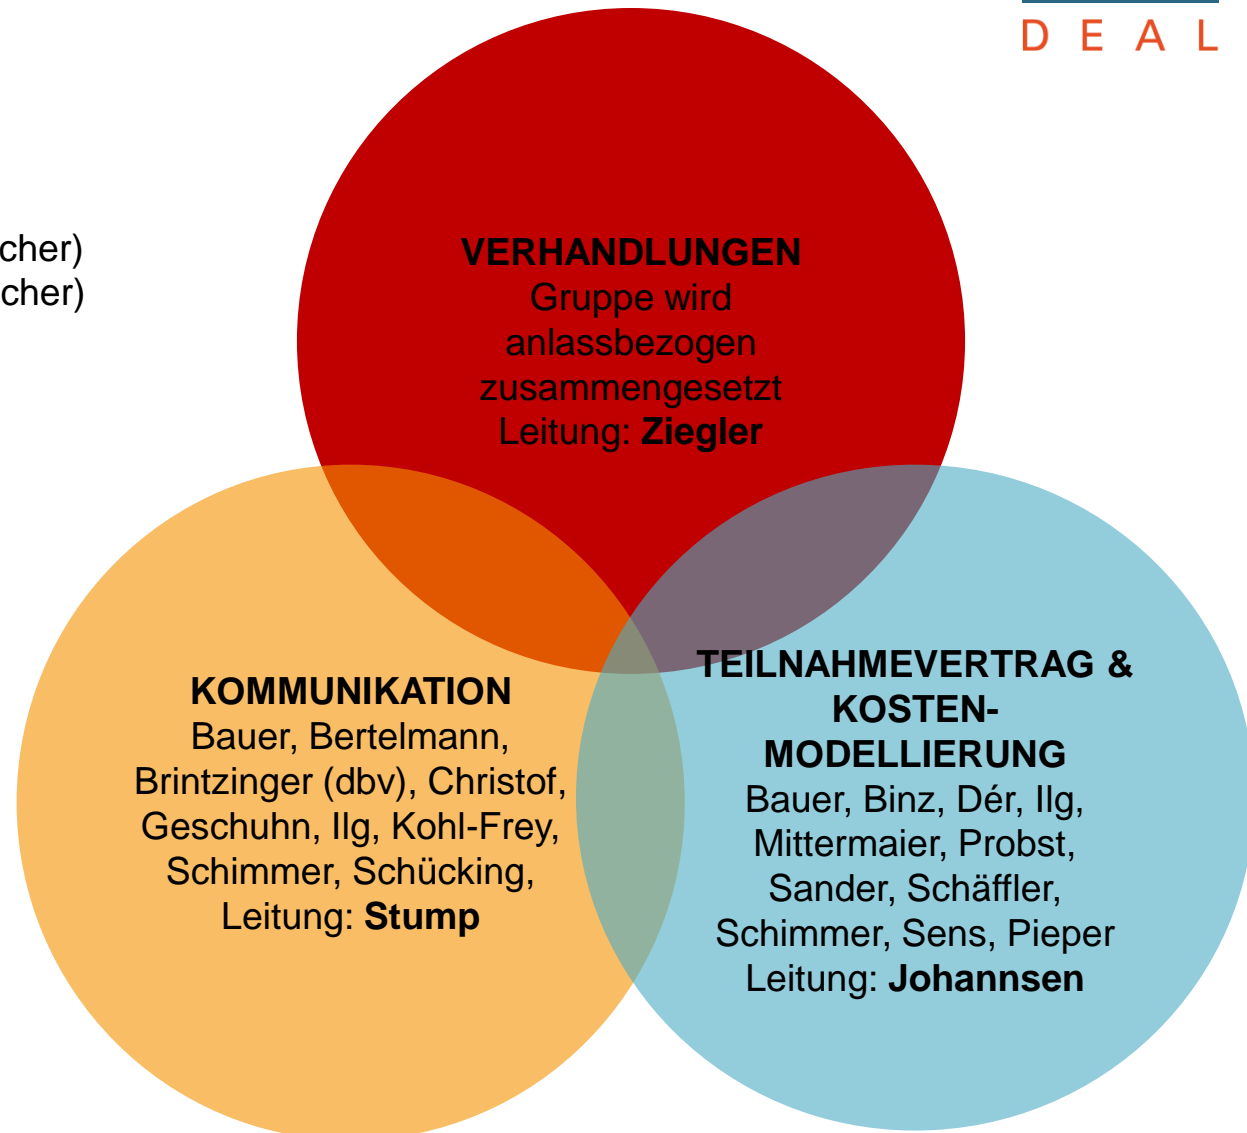 D E A L
cher)
cher)
VERHANDLUNGEN
Gruppe wird
anlassbezogen
zusammengesetzt
Leitung: Ziegler
KOMMUNIKATION
Bauer, Bertelmann,
Brintzinger (dbv), Christof,
Geschuhn, Ilg, Kohl-Frey,
Schimmer, Schücking,
Leitung: Stump
TEILNAHMEVERTRAG &
KOSTEN-
MODELLIERUNG
Bauer, Binz, Dér, Ilg,
Mittermaier, Probst,
Sander, Schäffler,
Schimmer, Sens, Pieper
Leitung: Johannsen